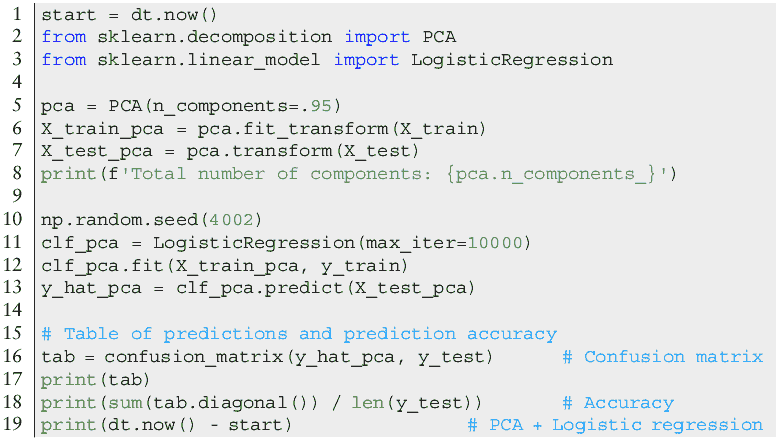 1 start = dt.now()
2 from sklearn.decomposition import PCA
3 from sklearn.linear_model import LogisticRegression
4
5 pca = PCA(n_components=.95)
6 X_train_pca = pca.fit_transform(X_train)
7 X_test_pca = pca.transform(X_test)
8 print(f'Total number of components: {pca.n_components_}')
9
10 np.random.seed(4002)
11 clf_pca = LogisticRegression(max_iter=10000)
12 clf_pca.fit(X_train_pca, y_train)
13 y_hat_pca = clf_pca.predict(X_test_pca)
14
15 # Table of predictions and prediction accuracy
16 tab = confusion_matrix(y_hat_pca, y_test) # Confusion matrix
17 print(tab)
18 print(sum(tab.diagonal()) / len(y_test)) # Accuracy
19 print(dt.now() - start) # PCA + Logistic regression